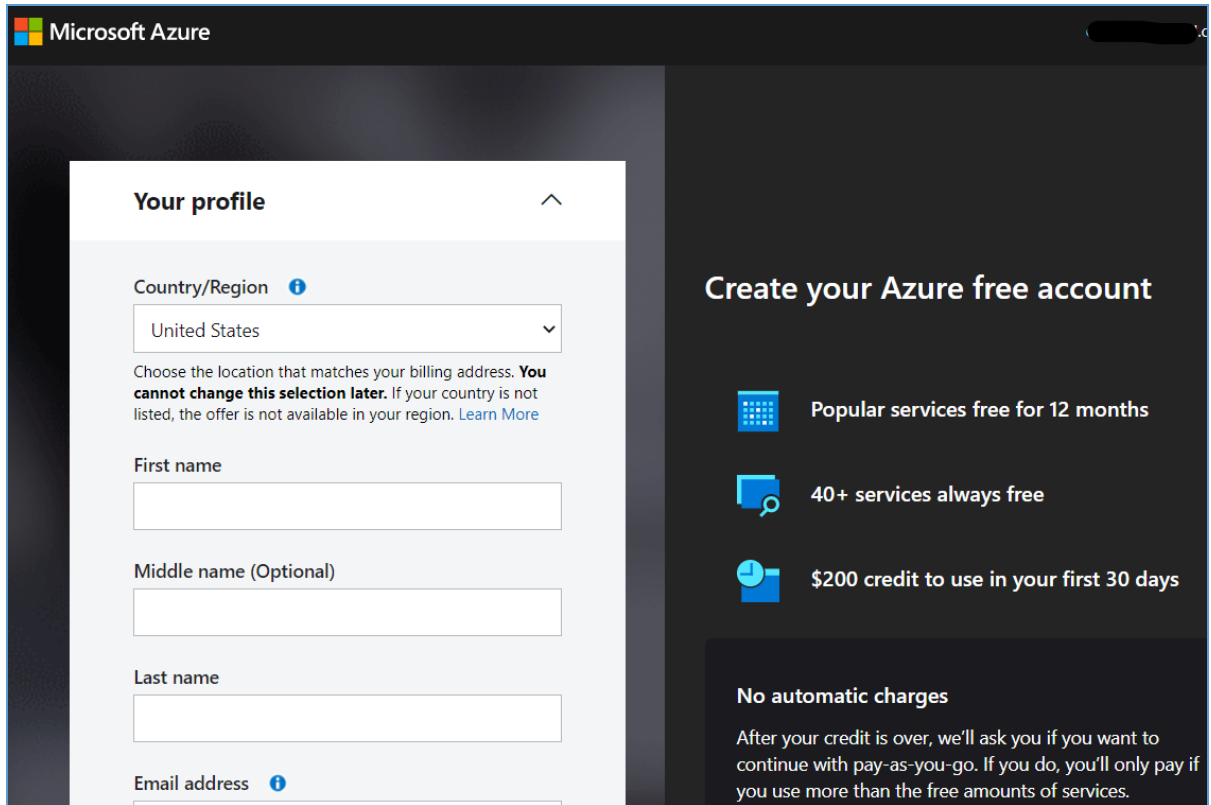 Microsoft Azure
Your profile
Country/Region
United States
Choose the location that matches your billing address. You
cannot change this selection later. If your country is not
listed, the offer is not available in your region. Learn More
First name
Middle name (Optional)
Last name
Email address
Create your Azure free account
Popular services free for 12 months
40+ services always free
$200 credit to use in your first 30 days
No automatic charges
After your credit is over, we'll ask you if you want to
continue with pay-as-you-go. If you do, you'll only pay if
you use more than the free amounts of services.